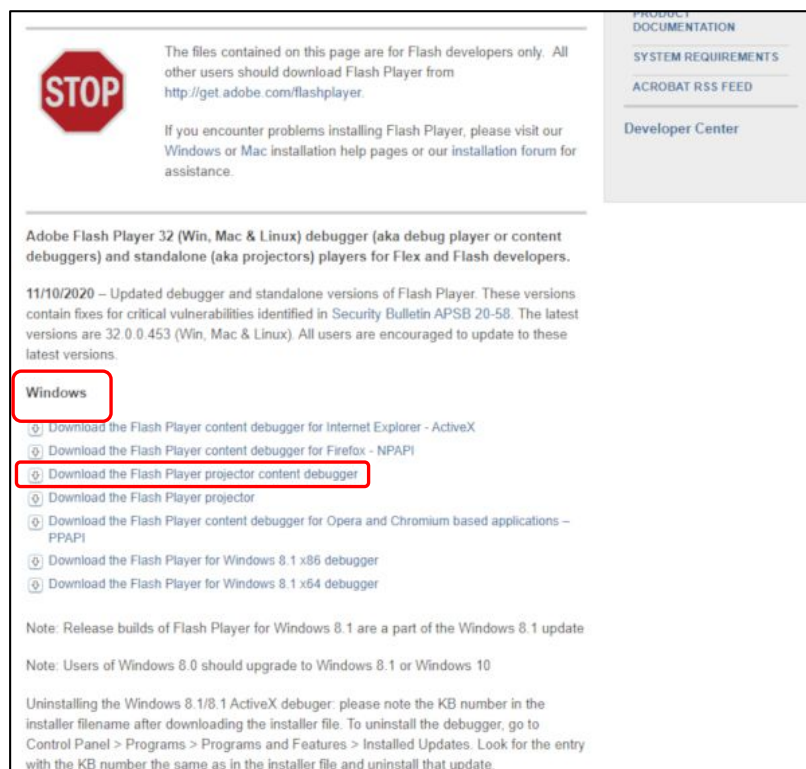 PRODUCT
DOCUMENTATION
SYSTEM REQUIREMENTS
ACROBAT RSS FEED
Developer Center
STOP
The files contained on this page are for Flash developers only.  All
other users should download Flash Player from
http://get.adobe.com/flashplayer.
If you encounter problems installing Flash Player, please visit our
Windows or Mac installation help pages or our installation forum for
assistance.
Adobe Flash Player 32 (Win, Mac & Linux) debugger (aka debug player or content
debuggers) and standalone (aka projectors) players for Flex and Flash developers.
11/10/2020 – Updated debugger and standalone versions of Flash Player. These versions
contain fixes for critical vulnerabilities identified in Security Bulletin APSB 20-58. The latest
versions are 32.0.0.453 (Win, Mac & Linux). All users are encouraged to update to these
latest versions.
Windows
Download the Flash Player content debugger for Internet Explorer - ActiveX
Download the Flash Player content debugger for Firefox - NPAPI
Download the Flash Player projector content debugger
Download the Flash Player projector
Download the Flash Player content debugger for Opera and Chromium based applications –
PPAPI
Download the Flash Player for Windows 8.1 x86 debugger
Download the Flash Player for Windows 8.1 x64 debugger
Note: Release builds of Flash Player for Windows 8.1 are a part of the Windows 8.1 update
Note: Users of Windows 8.0 should upgrade to Windows 8.1 or Windows 10
Uninstalling the Windows 8.1/8.1 ActiveX debuger: please note the KB number in the
installer filename after downloading the installer file. To uninstall the debugger, go to
Control Panel > Programs > Programs and Features > Installed Updates. Look for the entry
with the KB number the same as in the installer file and uninstall that update.